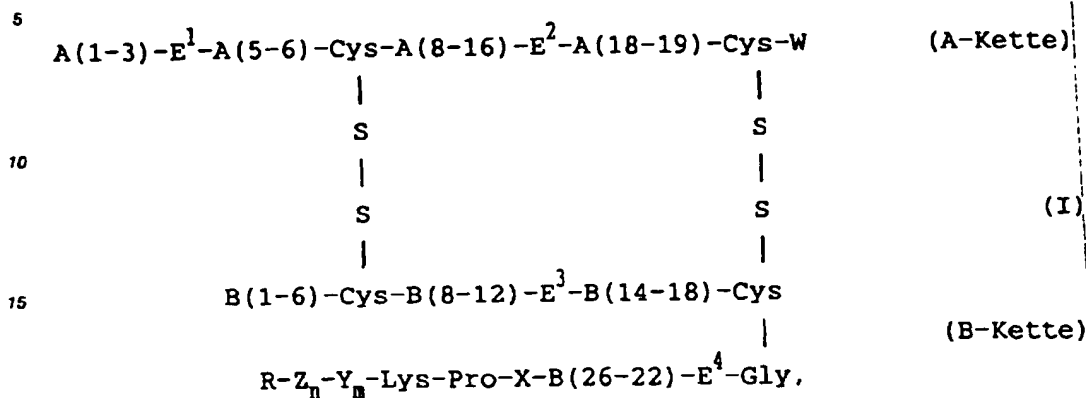 5
A(1-3)-E¹-A(5-6)-Cys-A(8-16)-E²-A(18-19)-Cys-W (A-Kette)
| |
S S
10
| |
S S (I)
| |
15 B(1-6)-Cys-B(8-12)-E³-B(14-18)-Cys
| (B-Kette)
R-Zₙ-Yₘ-Lys-Pro-X-B(26-22)-E⁴-Gly,